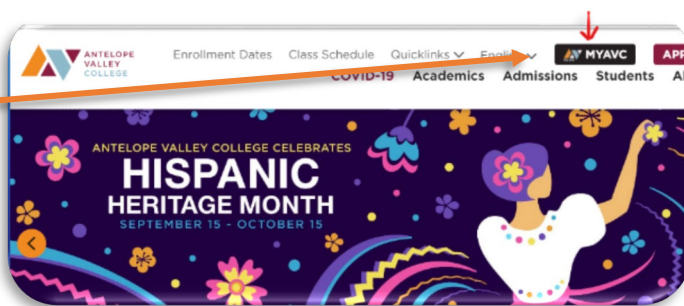 ANTELOPE
VALLEY
COLLEGE
Enrollment Dates Class Schedule Quicklinks English MYAVC
COVID-19 Academics Admissions Students
ANTELOPE VALLEY COLLEGE CELEBRATES
HISPANIC
HERITAGE MONTH
SEPTEMBER 15 - OCTOBER 15